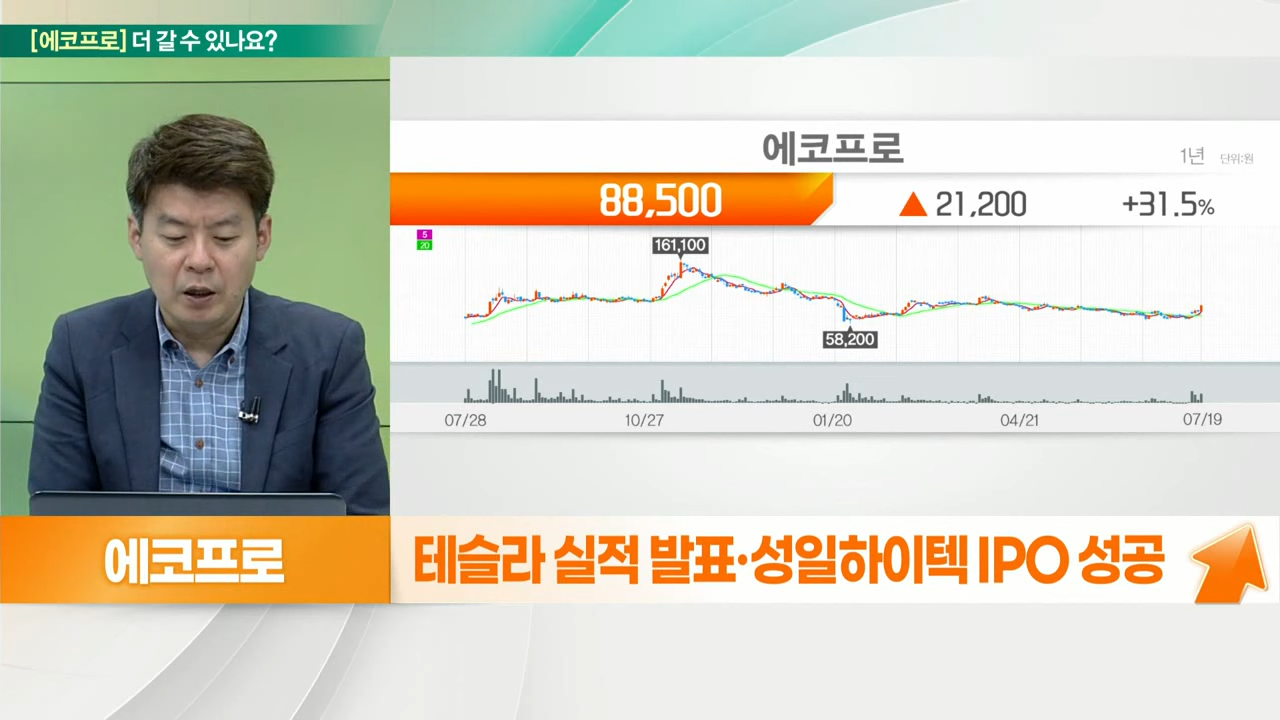 [에코프로] 더 갈 수 있나요?
에코프로
1년 단위:원
88,500 ▲ 21,200 +31.5%
5
20
161,100
58,200
07/28 10/27 01/20 04/21 07/19
에코프로
테슬라 실적 발표·성일하이텍 IPO 성공